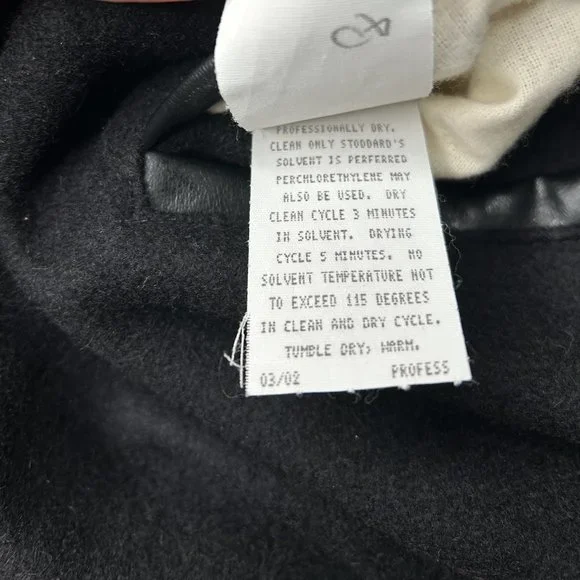 PROFESSIONALLY DRY.
CLEAN ONLY STODDARD'S
SOLVENT IS PERFERRED
PERCHLORETHYLENE MAY
ALSO BE USED. DRY
CLEAN CYCLE 3 MINUTES
IN SOLVENT. DRYING
CYCLE 5 MINUTES. NO
SOLVENT TEMPERATURE NOT
TO EXCEED 115 DEGREES
IN CLEAN AND DRY CYCLE.
TUMBLE DRY; WARM.
03/02 PROFESS